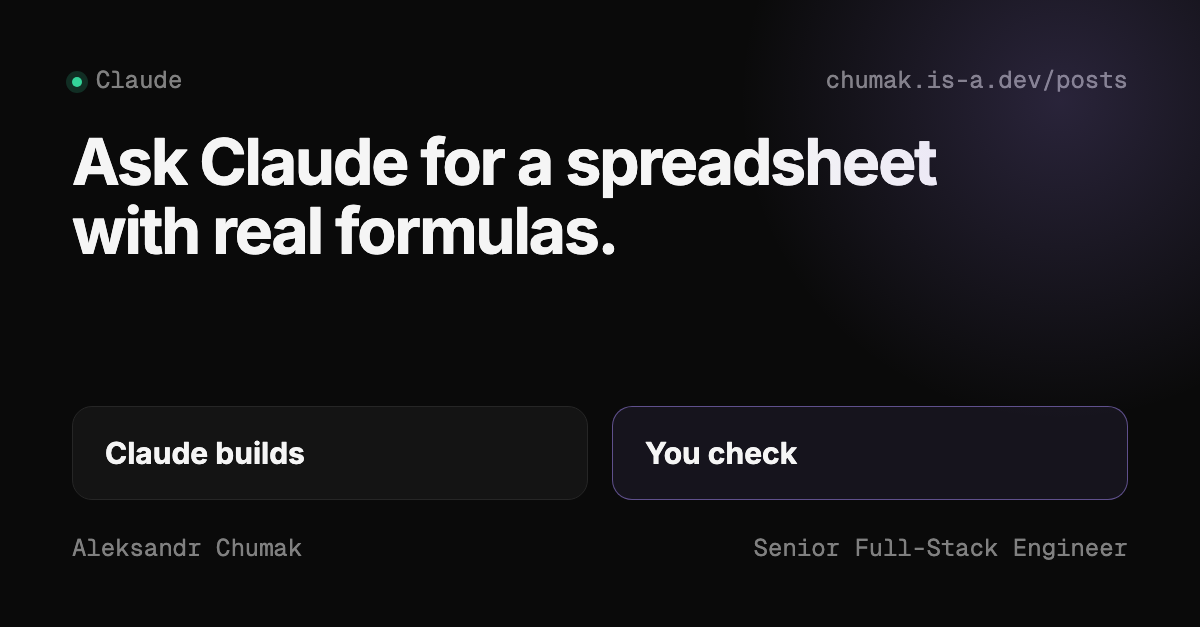 Claude
chumak.is-a.dev/posts
Ask Claude for a spreadsheet
with real formulas.
Claude builds
You check
Aleksandr Chumak
Senior Full-Stack Engineer